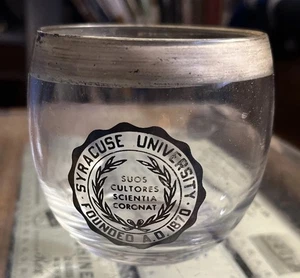 SYRACUSE UNIVERSITY
SUOS
CULTORES
SCIENTIA
CORONAT
FOUNDED A.D. 1870